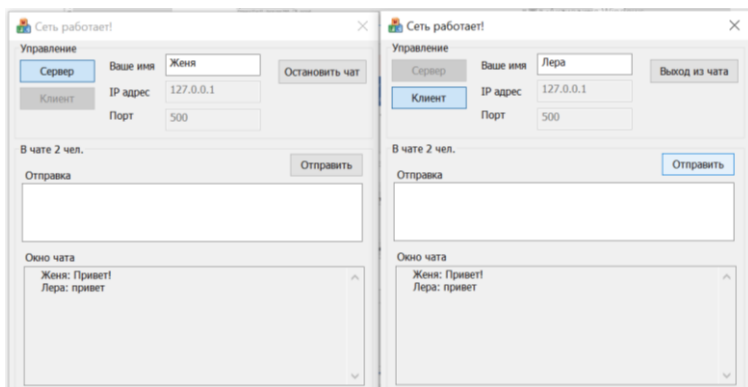 Сеть работает!
Управление
Сервер
Ваше имя
Женя
Остановить чат
Клиент
IP адрес
127.0.0.1
Порт
500
В чате 2 чел.
Отправить
Отправка
Окно чата
Женя: Привет!
Лера: привет
Сеть работает!
Управление
Сервер
Ваше имя
Лера
Выход из чата
Клиент
IP адрес
127.0.0.1
Порт
500
В чате 2 чел.
Отправить
Отправка
Окно чата
Женя: Привет!
Лера: привет